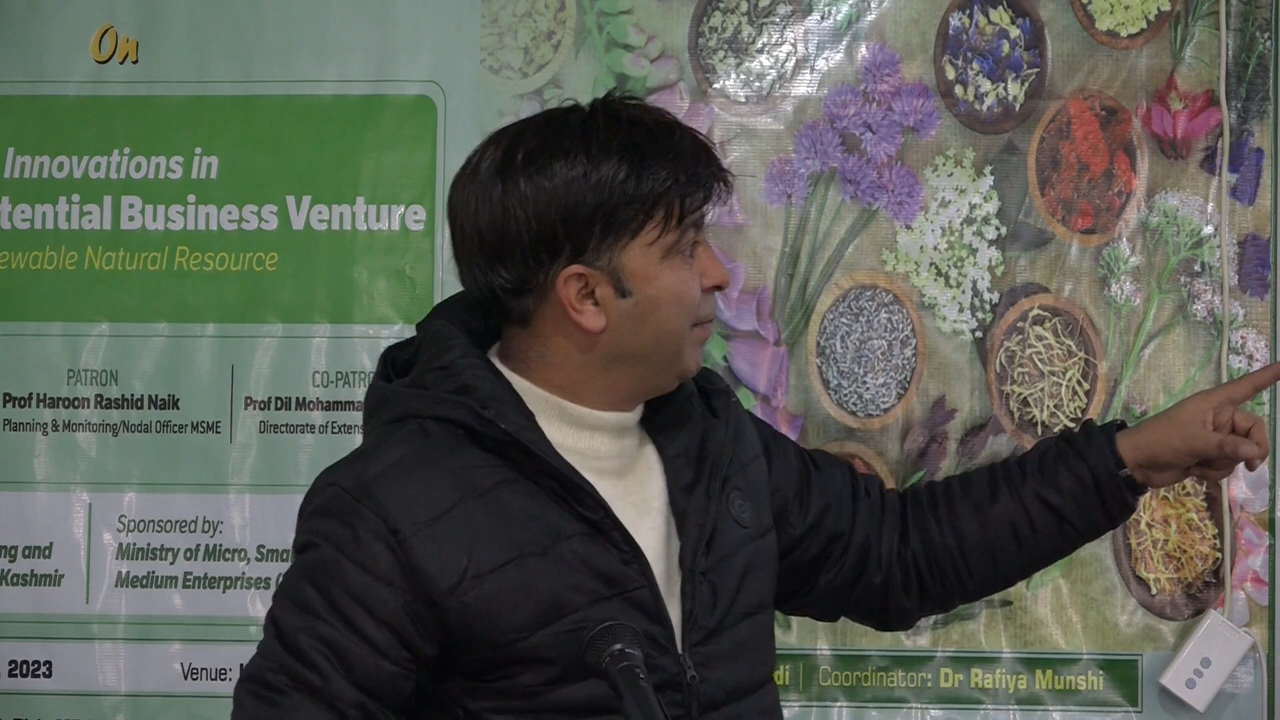 On
Innovations in
tential Business Venture
ewable Natural Resource
PATRON
Prof Haroon Rashid Naik
Planning & Monitoring/Nodal Officer MSME
CO-PATRO
Prof Dil Mohamma
Directorate of Extens
ng and
Kashmir
Sponsored by:
Ministry of Micro, Sma
Medium Enterprises (
2023
Venue:
di | Coordinator: Dr Rafiya Munshi